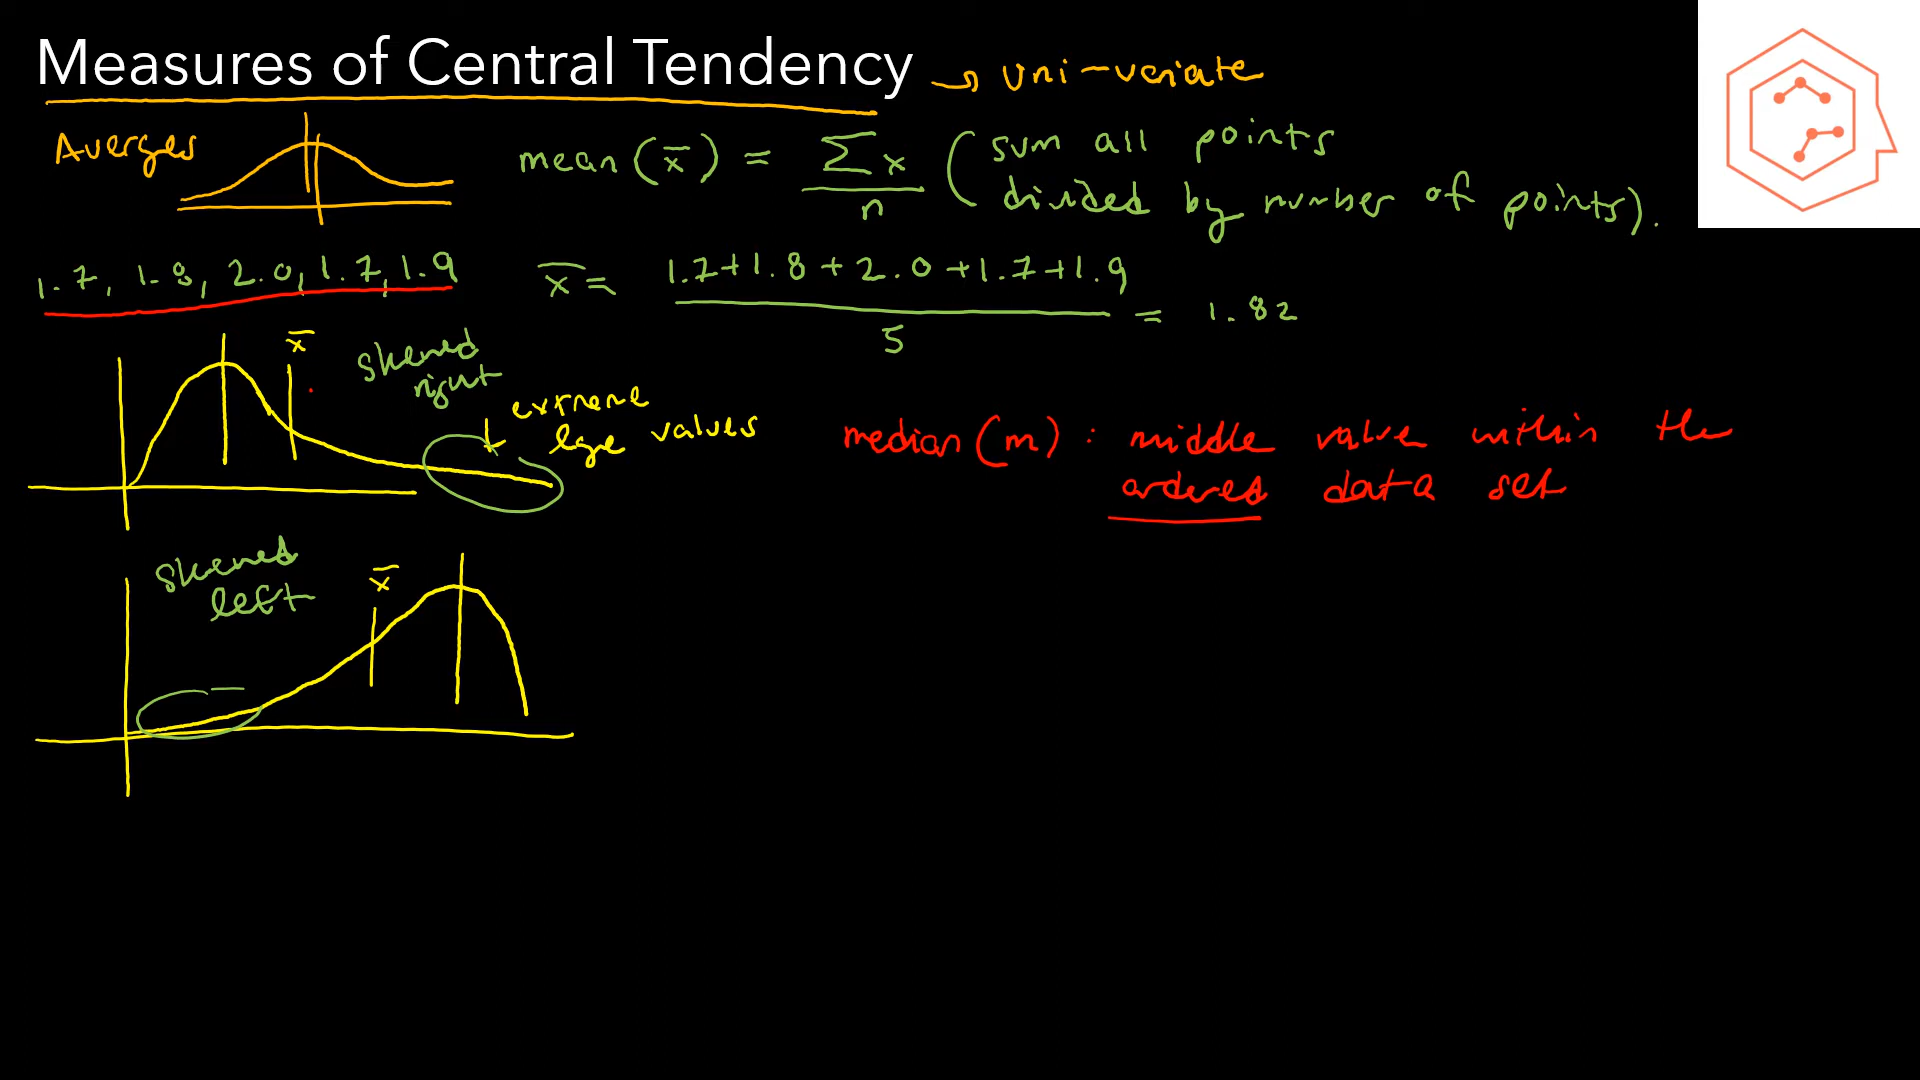 Measures of Central Tendency → uni-variate
Averges
mean (x̄) = Σx / n (sum all points
divided by number of points).
1.7, 1.8, 2.0, 1.7, 1.9
x̄ = 1.7+1.8+2.0+1.7+1.9 / 5 = 1.82
x̄
skewed
right
extreme
lge values
median (m) : middle value within the
ordered data set
skewed
left
x̄